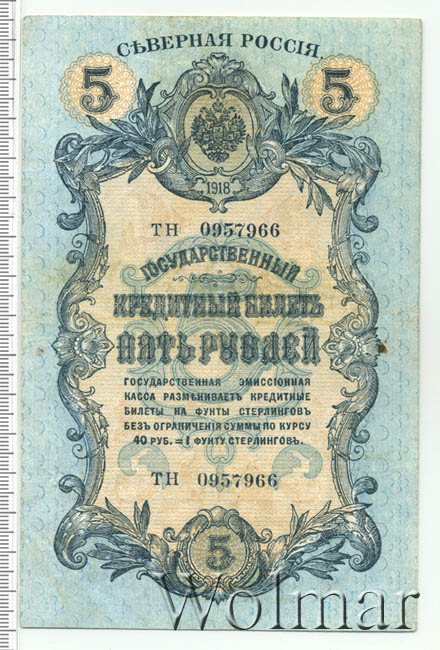 СѢВЕРНАЯ РОССІЯ.
5 5
1918
ТН 0957966
ГОСУДАРСТВЕННЫЙ
КРЕДИТНЫЙ БИЛЕТЪ
ПЯТЬ РУБЛЕЙ
ГОСУДАРСТВЕННАЯ ЭМИССІОННАЯ
КАССА РАЗМѢНИВАЕТЪ КРЕДИТНЫЕ
БИЛЕТЫ НА ФУНТЫ СТЕРЛИНГОВЪ
БЕЗЪ ОГРАНИЧЕНІЯ СУММЫ ПО КУРСУ
40 РУБ. = 1 ФУНТУ СТЕРЛИНГОВЪ.
ТН 0957966
5
Wolmar